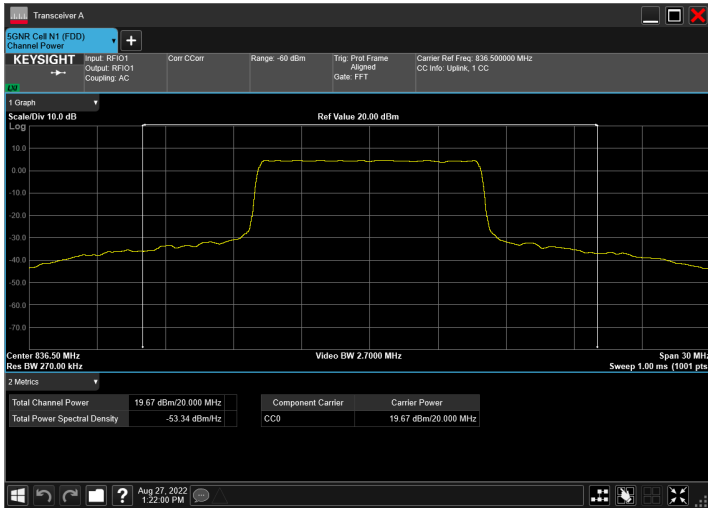 Transceiver A
5GNR Cell N1 (FDD)
Channel Power
KEYSIGHT
Input: RFIO1
Output: RFIO1
Coupling: AC
Corr CCorr
Range: -60 dBm
Trig: Prot Frame
Aligned
Gate: FFT
Carrier Ref Freq: 836.500000 MHz
CC Info: Uplink, 1 CC
LXI
1 Graph
Scale/Div 10.0 dB
Ref Value 20.00 dBm
Log
10.0
0.00
-10.0
-20.0
-30.0
-40.0
-50.0
-60.0
-70.0
Center 836.50 MHz
Video BW 2.7000 MHz
Span 30 MHz
Res BW 270.00 kHz
Sweep 1.00 ms (1001 pts
2 Metrics
Total Channel Power 19.67 dBm/20.000 MHz
Total Power Spectral Density -53.34 dBm/Hz
Component Carrier Carrier Power
CC0 19.67 dBm/20.000 MHz
Aug 27, 2022
1:22:00 PM